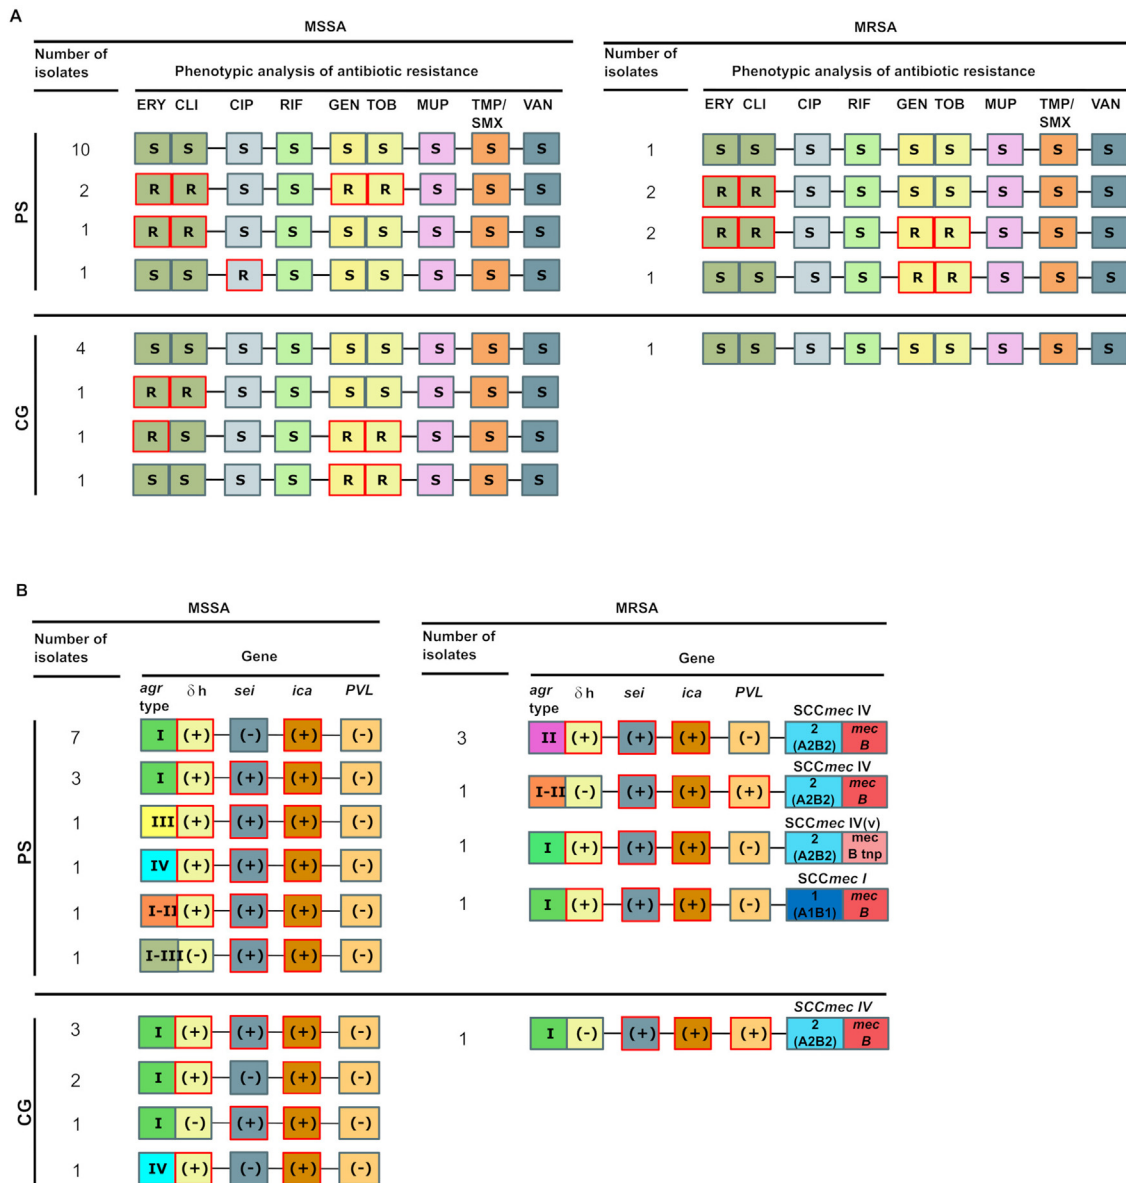 A
MSSA
Number of isolates
Phenotypic analysis of antibiotic resistance
ERY CLI CIP RIF GEN TOB MUP TMP/SMX VAN
PS
10 S S S S S S S S S
2 R R S S R R S S S
1 R R S S S S S S S
1 S S R S S S S S S
CG
4 S S S S S S S S S
1 R R S S S S S S S
1 R S S S R R S S S
1 S S S S R R S S S
MRSA
Number of isolates
Phenotypic analysis of antibiotic resistance
ERY CLI CIP RIF GEN TOB MUP TMP/SMX VAN
1 S S S S S S S S S
2 R R S S S S S S S
2 R R S S R R S S S
1 S S S S R R S S S
1 S S S S S S S S S
B
MSSA
Number of isolates
Gene
agr type δ h sei ica PVL
PS
7 I (+) (-) (+) (-)
3 I (+) (+) (+) (-)
1 III (+) (+) (+) (-)
1 IV (+) (+) (+) (-)
1 I-II (+) (+) (+) (-)
1 I-III (-) (+) (+) (-)
CG
3 I (+) (+) (+) (-)
2 I (+) (-) (+) (-)
1 I (-) (+) (+) (-)
1 IV (+) (-) (+) (-)
MRSA
Number of isolates
Gene
agr type δ h sei ica PVL
SCCmec IV
3 II (+) (+) (+) (-) 2 (A2B2) mec B
SCCmec IV
1 I-II (-) (+) (+) (+) 2 (A2B2) mec B
SCCmec IV(v)
1 I (+) (+) (+) (-) 2 (A2B2) mec B tnp
SCCmec I
1 I (+) (+) (+) (-) 1 (A1B1) mec B
SCCmec IV
1 I (-) (+) (+) (+) 2 (A2B2) mec B